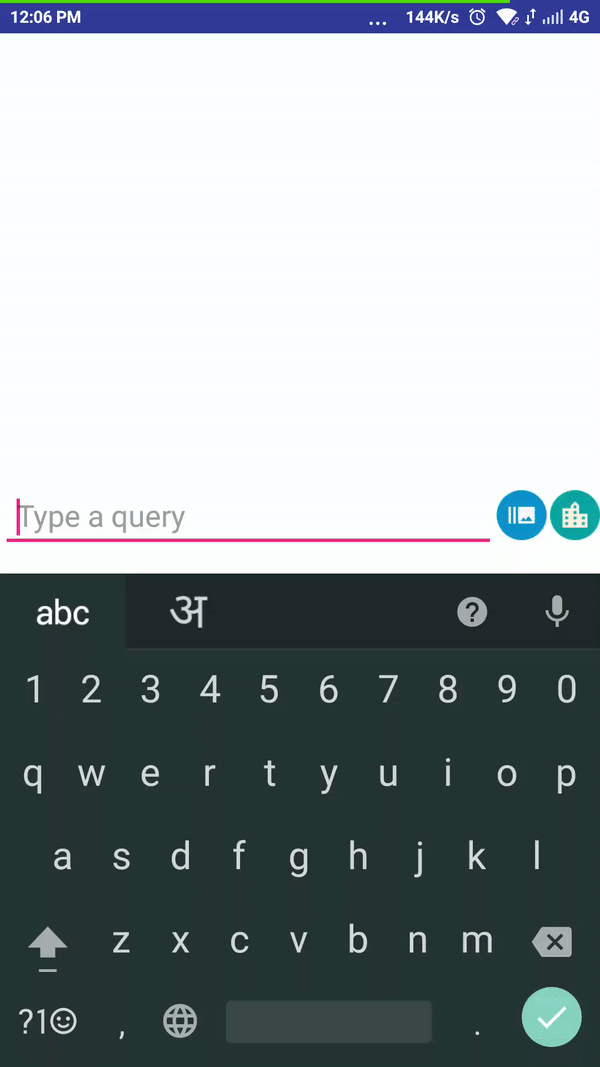 12:06 PM ... 144K/s 4G
Type a query
abc अ ?
1 2 3 4 5 6 7 8 9 0
q w e r t y u i o p
a s d f g h j k l
z x c v b n m
?1☺ , .